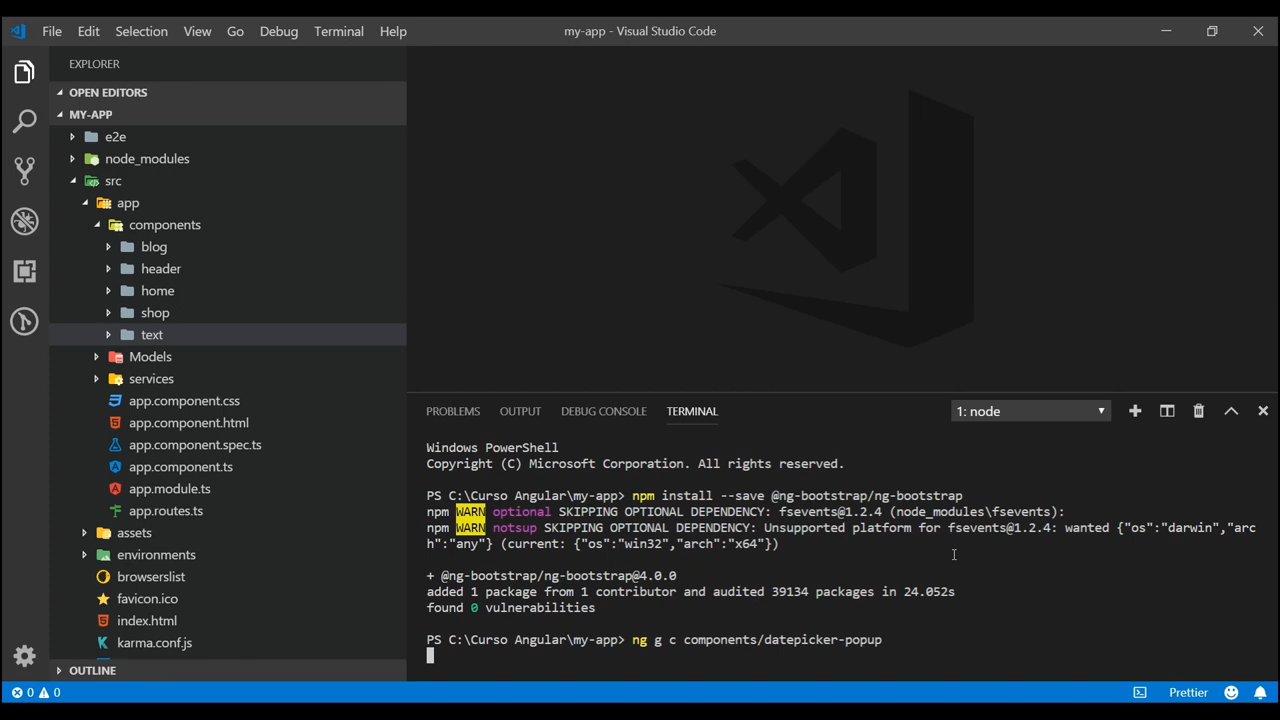 File Edit Selection View Go Debug Terminal Help
my-app - Visual Studio Code
EXPLORER
OPEN EDITORS
MY-APP
e2e
node_modules
src
app
components
blog
header
home
shop
text
Models
services
app.component.css
app.component.html
app.component.spec.ts
app.component.ts
app.module.ts
app.routes.ts
assets
environments
browserslist
favicon.ico
index.html
karma.conf.js
OUTLINE
PROBLEMS OUTPUT DEBUG CONSOLE TERMINAL
1: node
Windows PowerShell
Copyright (C) Microsoft Corporation. All rights reserved.
PS C:\Curso Angular\my-app> npm install --save @ng-bootstrap/ng-bootstrap
npm WARN optional SKIPPING OPTIONAL DEPENDENCY: fsevents@1.2.4 (node_modules\fsevents):
npm WARN notsup SKIPPING OPTIONAL DEPENDENCY: Unsupported platform for fsevents@1.2.4: wanted {"os":"darwin","arc
h":"any"} (current: {"os":"win32","arch":"x64"})
+ @ng-bootstrap/ng-bootstrap@4.0.0
added 1 package from 1 contributor and audited 39134 packages in 24.052s
found 0 vulnerabilities
PS C:\Curso Angular\my-app> ng g c components/datepicker-popup
0 0
Prettier